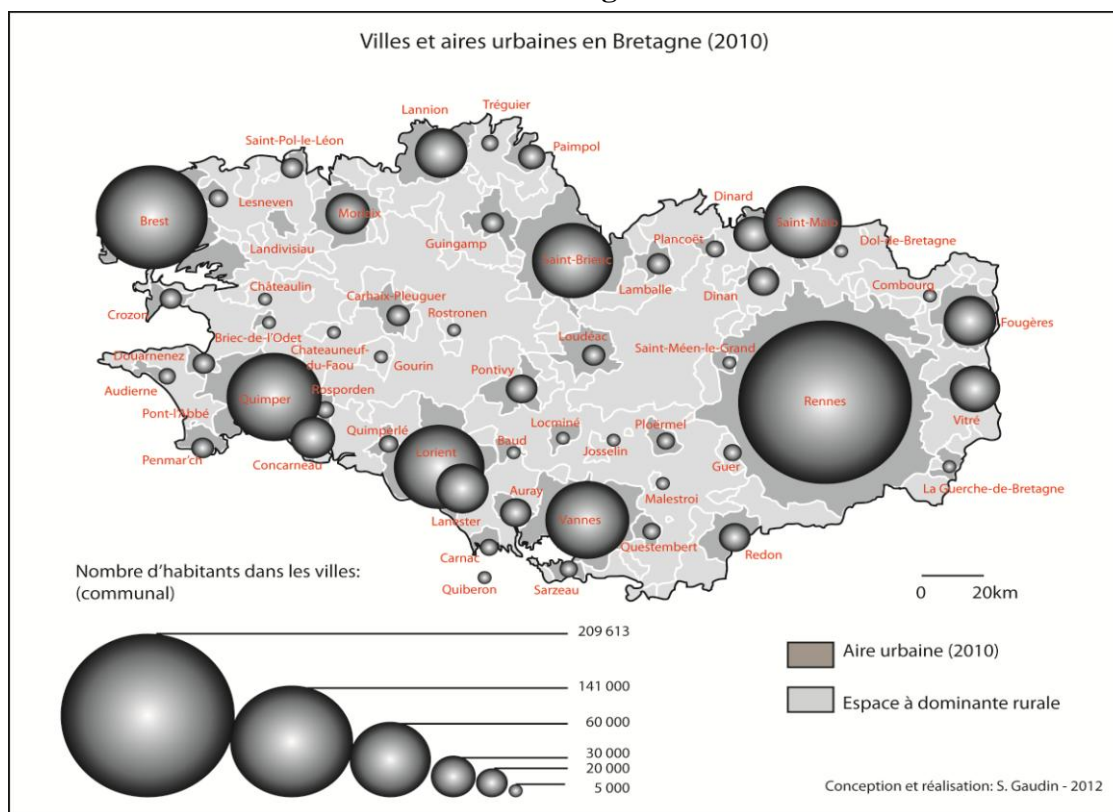 g
Villes et aires urbaines en Bretagne (2010)
Lannion
Tréguier
Saint-Pol-le-Léon
Paimpol
Dinard
Lesneven
Brest
Morlaix
Saint-Malo
Guingamp
Plancoët
Dol-de-Bretagne
Landivisiau
Saint-Brieuc
Lamballe
Dinan
Combourg
Châteaulin
Carhaix-Pleuguer
Crozon
Rostronen
Fougères
Briec-de-l'Odet
Loudéac
Chateauneuf-
du-Faou
Saint-Méen-le-Grand
Douarnenez
Gourin
Pontivy
Audierne
Quimper
Rosporden
Rennes
Pont-l'Abbé
Vitré
Quimperlé
Locminé
Ploërmel
Baud
Josselin
Lorient
Guer
Penmar'ch
Concarneau
La Guerche-de-Bretagne
Auray
Malestroi
Lanester
Vannes
Questembert
Carnac
Redon
Quiberon
Sarzeau
Nombre d'habitants dans les villes:
(communal)
0 20km
209 613
141 000
60 000
30 000
20 000
5 000
Aire urbaine (2010)
Espace à dominante rurale
Conception et réalisation: S. Gaudin - 2012